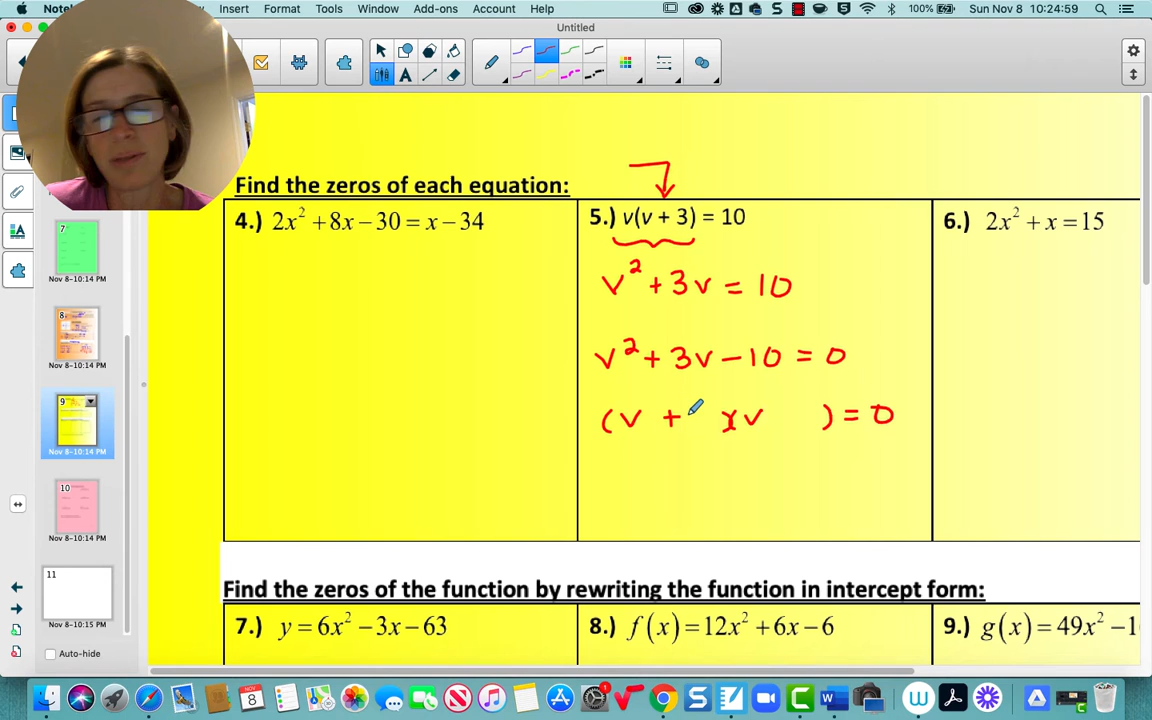 Insert Format Tools Window Add-ons Account Help 100% Sun Nov 8 10:24:59
Untitled
Find the zeros of each equation:
4.) 2x² + 8x − 30 = x − 34
5.) v(v + 3) = 10
v² + 3v = 10
v² + 3v − 10 = 0
(v + )(v ) = 0
6.) 2x² + x = 15
7
Nov 8-10:14 PM
8
Nov 8-10:14 PM
9
Nov 8-10:14 PM
10
Nov 8-10:14 PM
11
Nov 8-10:15 PM
Auto-hide
Find the zeros of the function by rewriting the function in intercept form:
7.) y = 6x² − 3x − 63
8.) f(x) = 12x² + 6x − 6
9.) g(x) = 49x² − 1
NOV
8